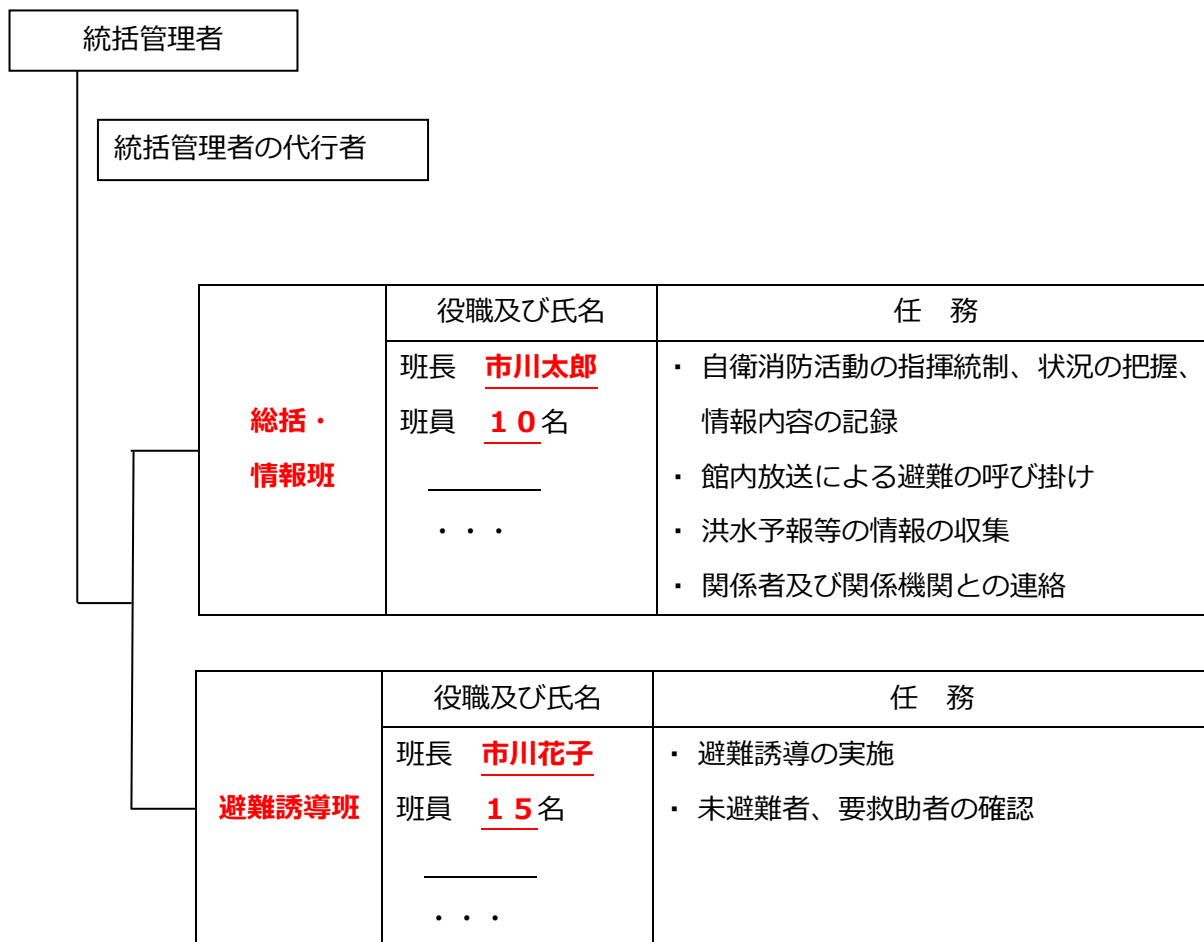 統括管理者
統括管理者の代行者
総括・
情報班
役職及び氏名
任　務
班長　市川太郎
班員　１０名
・・・
・ 自衛消防活動の指揮統制、状況の把握、
情報内容の記録
・ 館内放送による避難の呼び掛け
・ 洪水予報等の情報の収集
・ 関係者及び関係機関との連絡
避難誘導班
役職及び氏名
任　務
班長　市川花子
班員　１５名
・・・
・ 避難誘導の実施
・ 未避難者、要救助者の確認